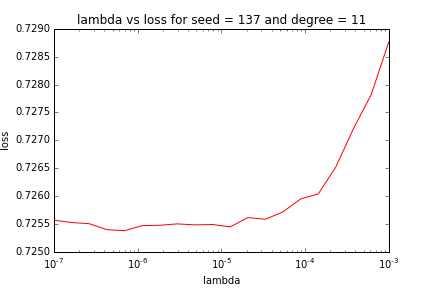 lambda vs loss for seed = 137 and degree = 11
0.7290
0.7285
0.7280
0.7275
0.7270
0.7265
0.7260
0.7255
0.7250
loss
10^-7 10^-6 10^-5 10^-4 10^-3
lambda